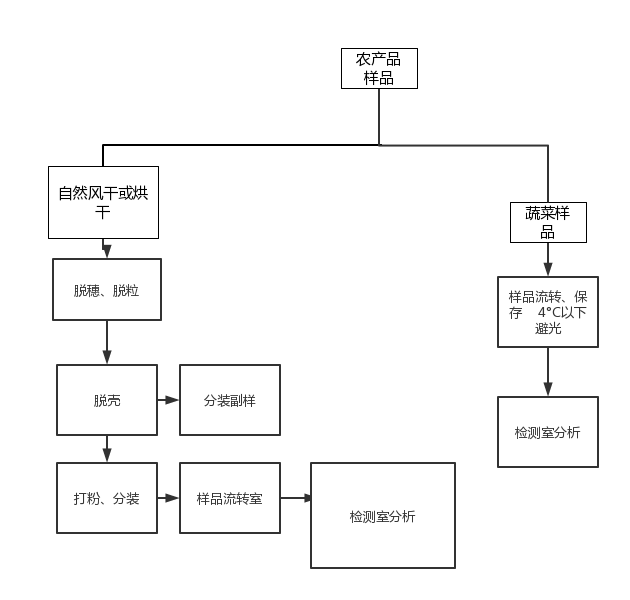 农产品
样品
自然风干或烘
干
蔬菜样
品
脱穗、脱粒
样品流转、保
存 4°C以下
避光
脱壳
分装副样
检测室分析
打粉、分装
样品流转室
检测室分析